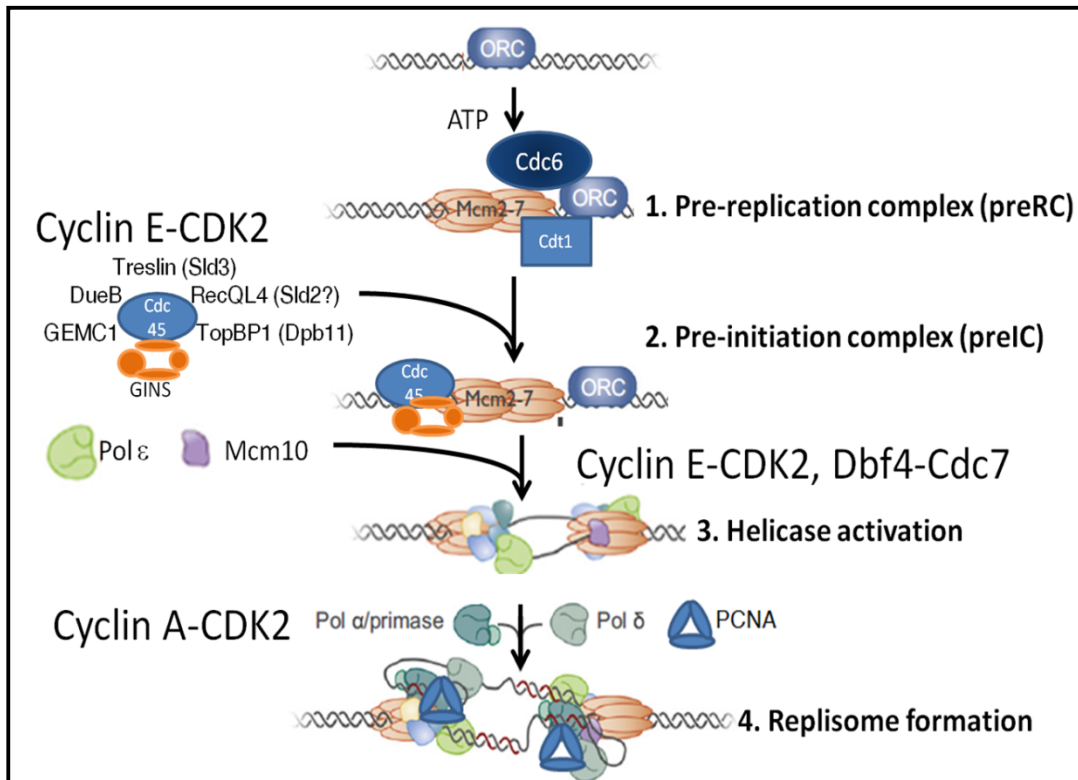 ORC
ATP
Cdc6
ORC
Mcm2-7
Cdt1
1. Pre-replication complex (preRC)
Cyclin E-CDK2
Treslin (Sld3)
DueB
Cdc
45
RecQL4 (Sld2?)
GEMC1
TopBP1 (Dpb11)
GINS
2. Pre-initiation complex (preIC)
Cdc
45
Mcm2-7
ORC
Pol ε
Mcm10
Cyclin E-CDK2, Dbf4-Cdc7
3. Helicase activation
Cyclin A-CDK2
Pol α/primase
Pol δ
PCNA
4. Replisome formation